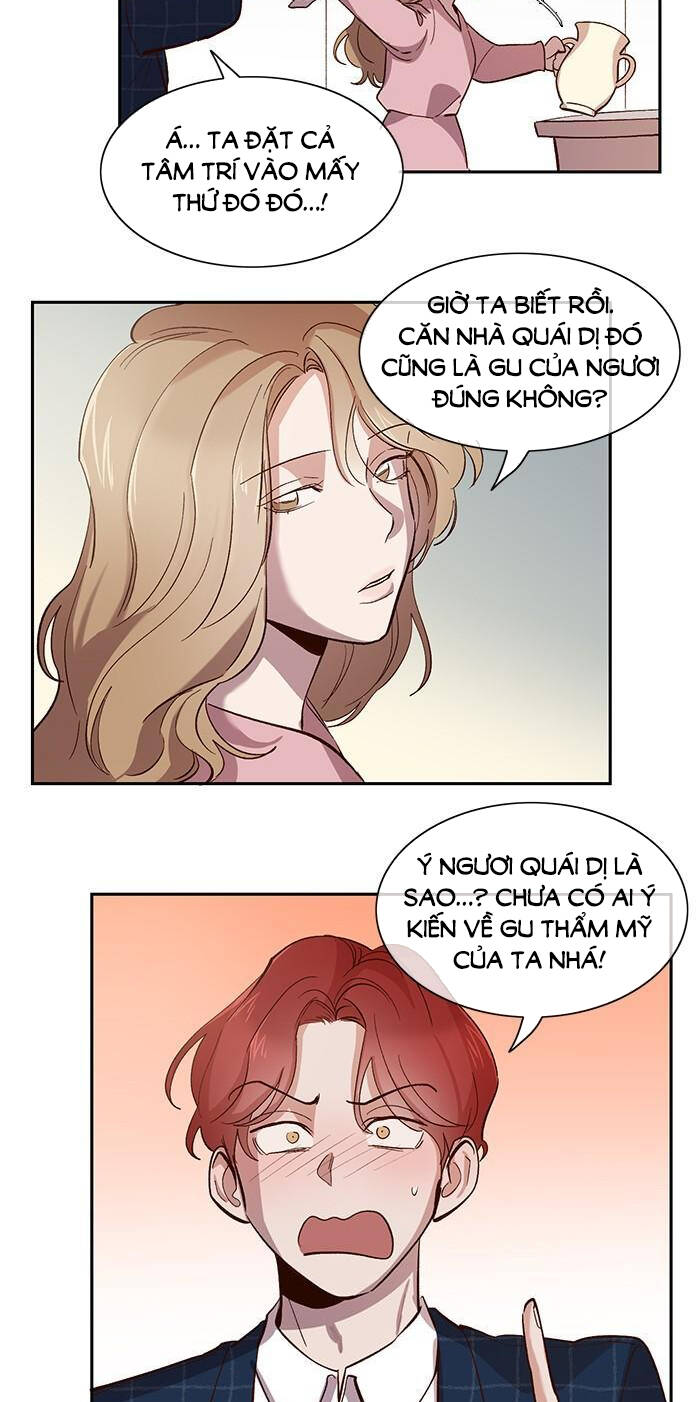 Á... TA ĐẶT CẢ
TÂM TRÍ VÀO MẤY
THỨ ĐÓ ĐÓ...!
GIỜ TA BIẾT RỒI.
CĂN NHÀ QUÁI DỊ ĐÓ
CŨNG LÀ GU CỦA NGƯƠI
ĐÚNG KHÔNG?
Ý NGƯƠI QUÁI DỊ LÀ
SAO...? CHƯA CÓ AI Ý
KIẾN VỀ GU THẨM MỸ
CỦA TA NHÁ!